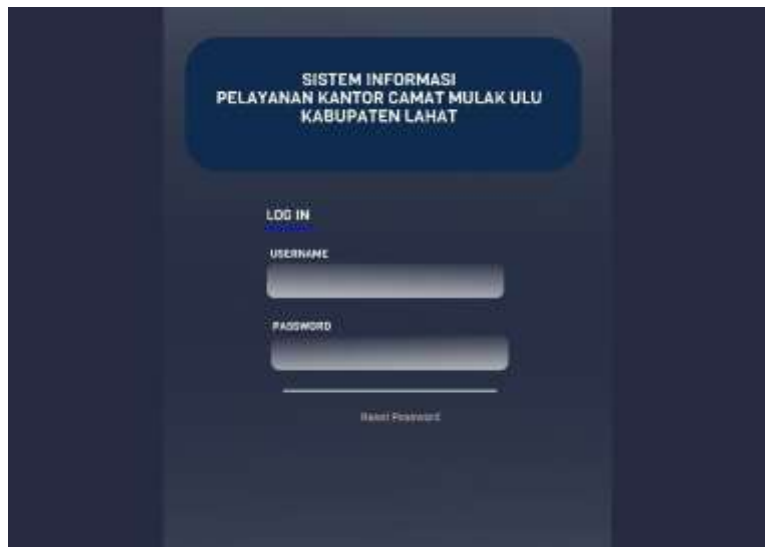 SISTEM INFORMASI
PELAYANAN KANTOR CAMAT MULAK ULU
KABUPATEN LAHAT
LOG IN
USERNAME
PASSWORD
Reset Password